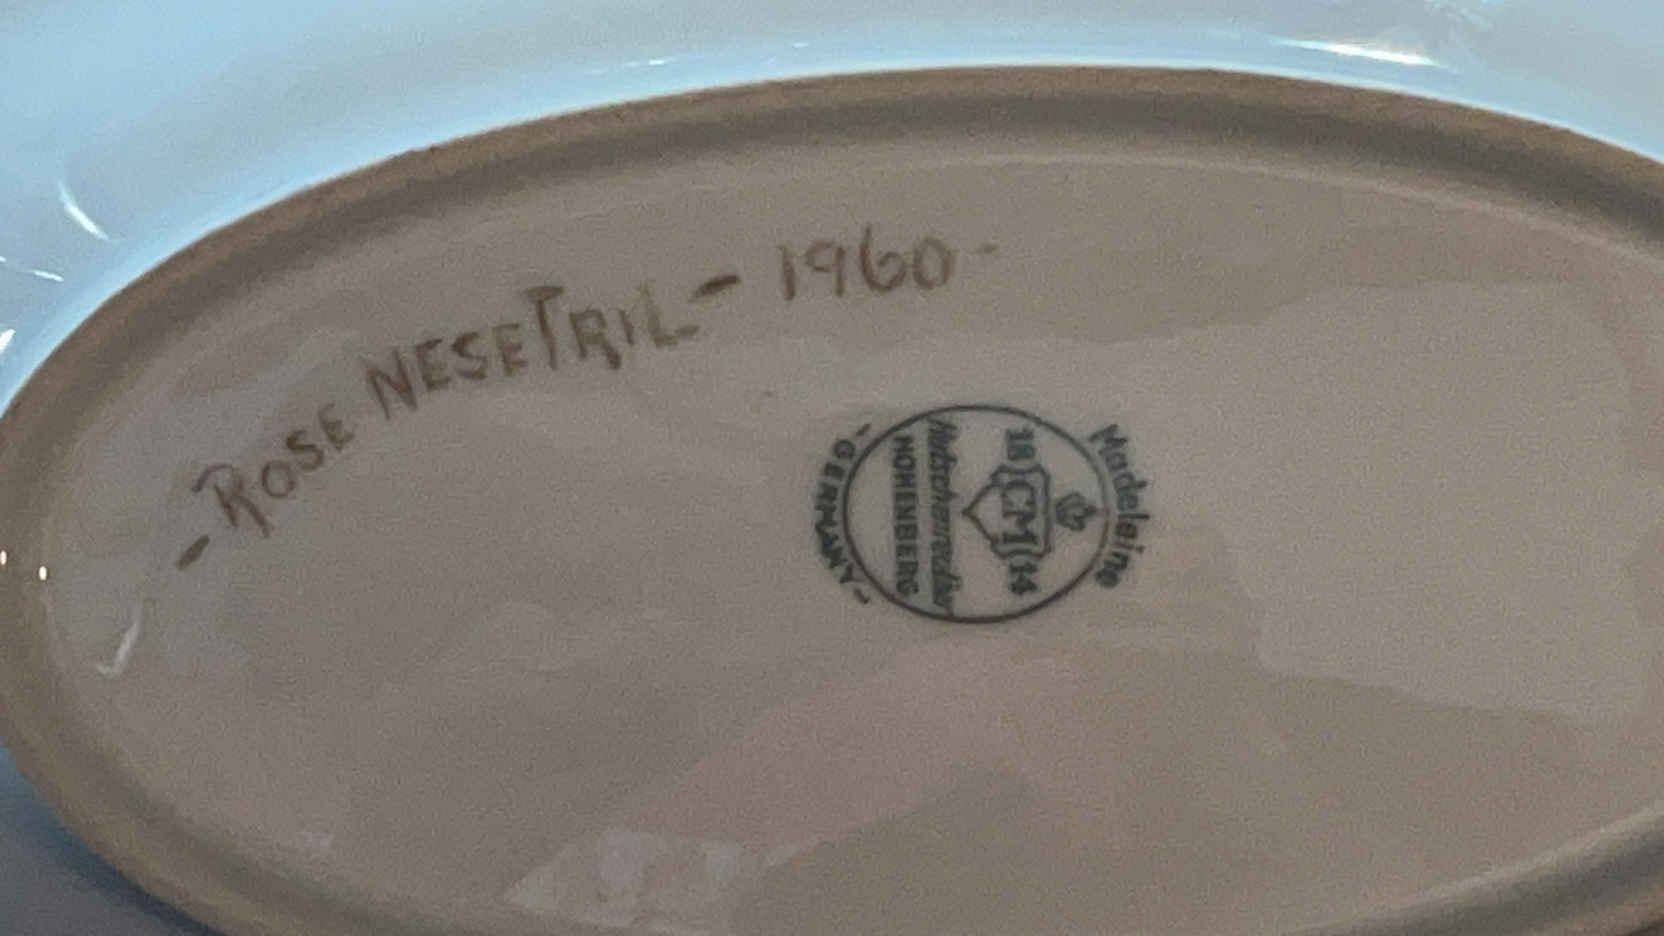 -ROSE NESETRIL-1960-
Madeleine
18 CM 14
Hutschenreuther
HOHENBERG
-GERMANY-